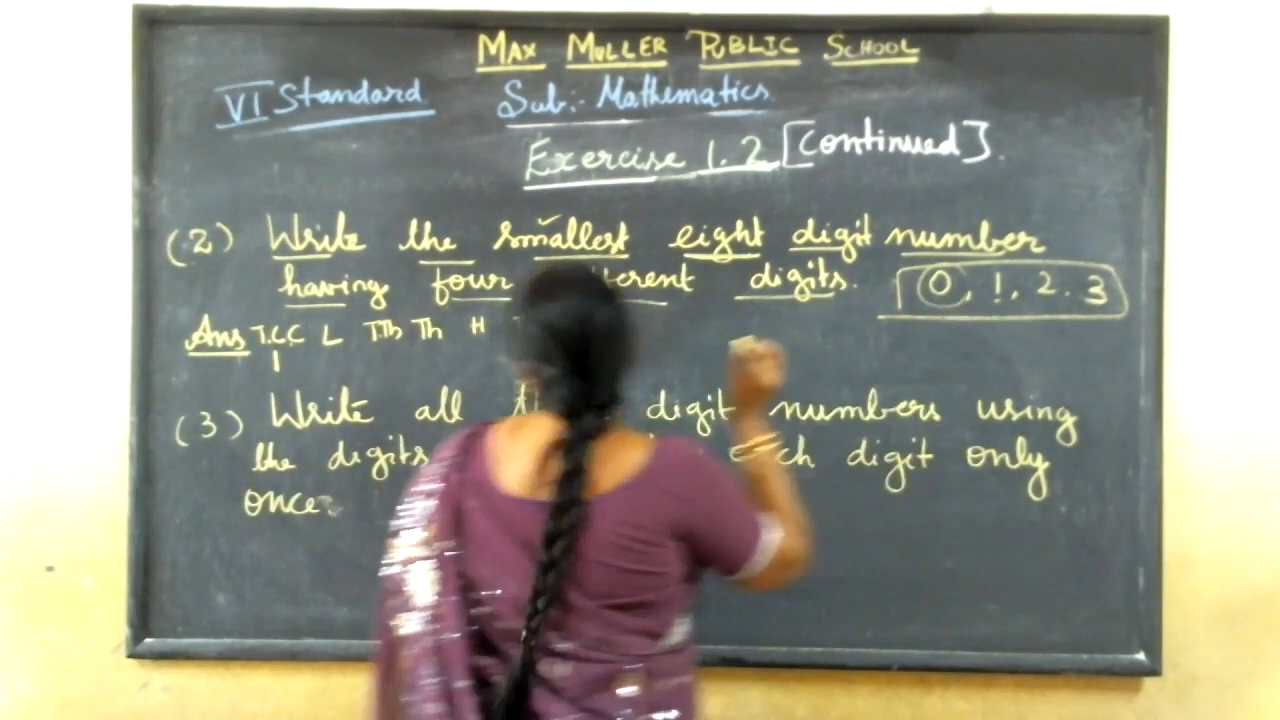 MAX MULLER PUBLIC SCHOOL
VI Standard Sub:- Mathematics
Exercise 1.2 [Continued].
(2) Write the smallest eight digit number
having four digits. 0, 1, 2. 3
Ans T.C.C L T.Th Th H
1
(3) Write all digit numbers using
the digits digit only
once